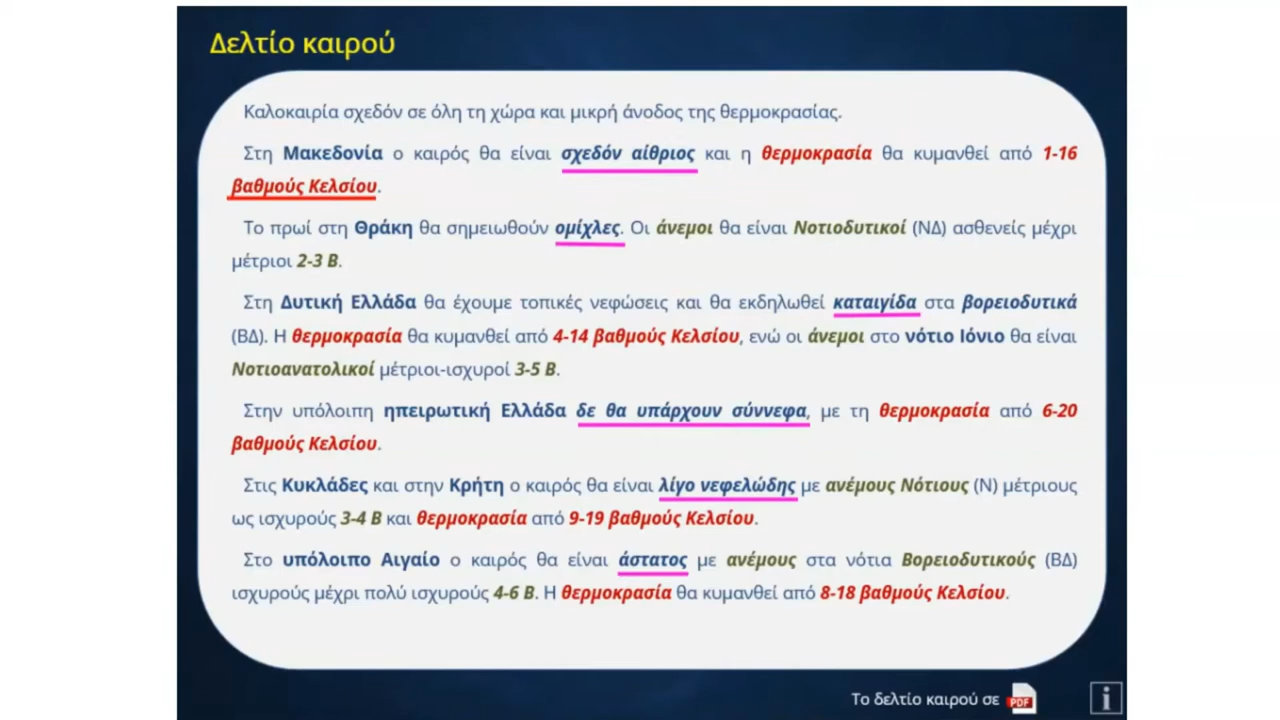 Δελτίο καιρού
Καλοκαιρία σχεδόν σε όλη τη χώρα και μικρή άνοδος της θερμοκρασίας.
Στη Μακεδονία ο καιρός θα είναι σχεδόν αίθριος και η θερμοκρασία θα κυμανθεί από 1-16
βαθμούς Κελσίου.
Το πρωί στη Θράκη θα σημειωθούν ομίχλες. Οι άνεμοι θα είναι Νοτιοδυτικοί (ΝΔ) ασθενείς μέχρι
μέτριοι 2-3 Β.
Στη Δυτική Ελλάδα θα έχουμε τοπικές νεφώσεις και θα εκδηλωθεί καταιγίδα στα βορειοδυτικά
(ΒΔ). Η θερμοκρασία θα κυμανθεί από 4-14 βαθμούς Κελσίου, ενώ οι άνεμοι στο νότιο Ιόνιο θα είναι
Νοτιοανατολικοί μέτριοι-ισχυροί 3-5 Β.
Στην υπόλοιπη ηπειρωτική Ελλάδα δε θα υπάρχουν σύννεφα, με τη θερμοκρασία από 6-20
βαθμούς Κελσίου.
Στις Κυκλάδες και στην Κρήτη ο καιρός θα είναι λίγο νεφελώδης με ανέμους Νότιους (Ν) μέτριους
ως ισχυρούς 3-4 Β και θερμοκρασία από 9-19 βαθμούς Κελσίου.
Στο υπόλοιπο Αιγαίο ο καιρός θα είναι άστατος με ανέμους στα νότια Βορειοδυτικούς (ΒΔ)
ισχυρούς μέχρι πολύ ισχυρούς 4-6 Β. Η θερμοκρασία θα κυμανθεί από 8-18 βαθμούς Κελσίου.
Το δελτίο καιρού σε PDF i